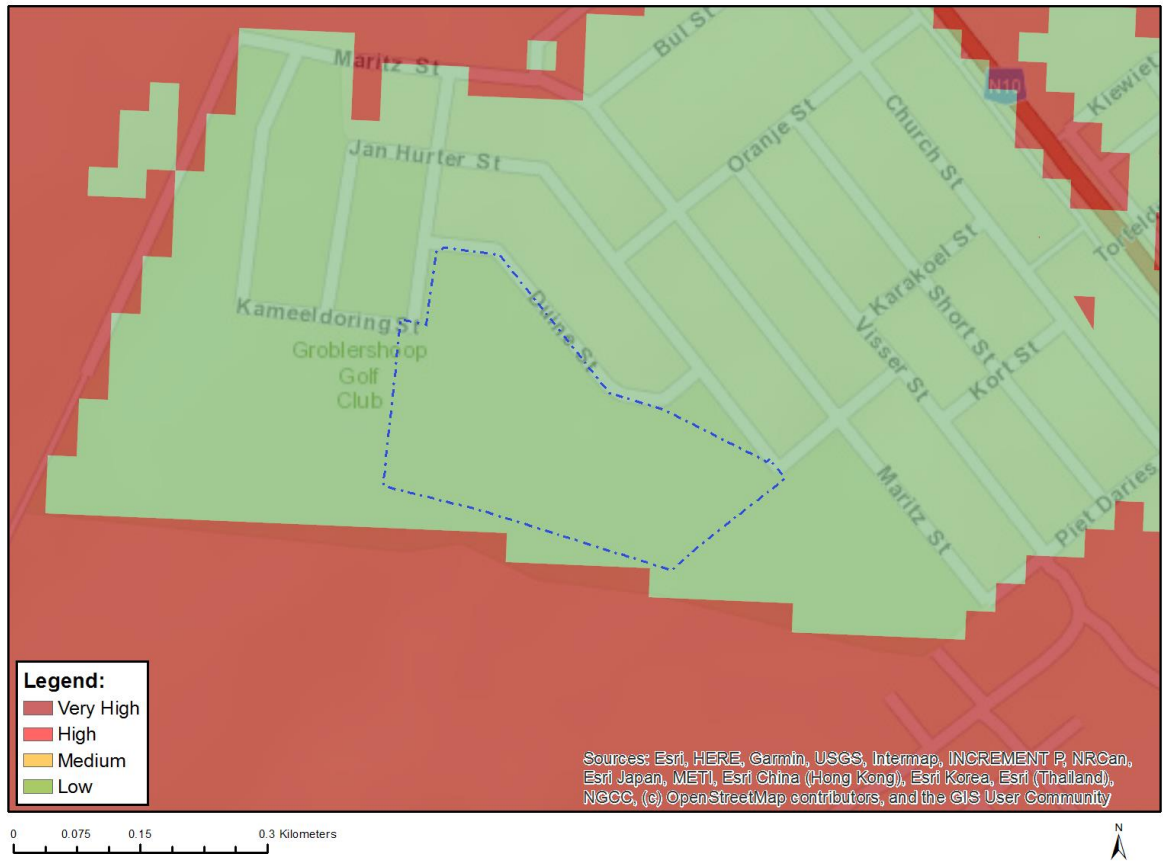 Bul St
Maritz St
N10
Kiewiet
Oranje St
Church St
Jan Hurter St
Karakoel St
Dwing St
Short St
Kameeldoring St
Visser St
Kort St
Groblershoop
Golf
Club
Maritz St
Piet Daries
Legend:
Very High
High
Medium
Low
Sources: Esri, HERE, Garmin, USGS, Intermap, INCREMENT P, NRCan,
Esri Japan, METI, Esri China (Hong Kong), Esri Korea, Esri (Thailand),
NGCC, (c) OpenStreetMap contributors, and the GIS User Community
0 0.075 0.15 0.3 Kilometers
N